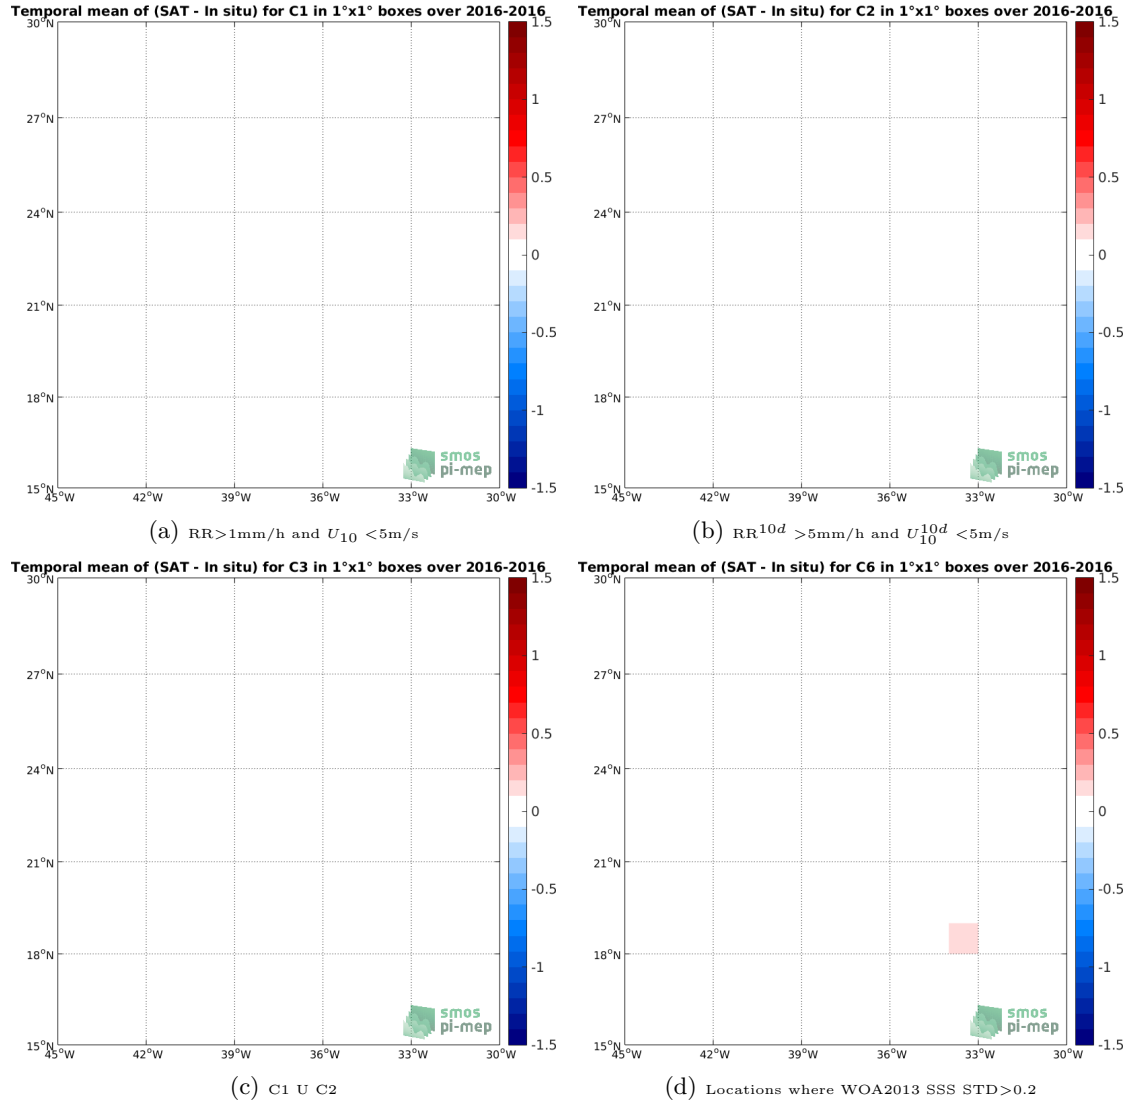 Temporal mean of (SAT - In situ) for C1 in 1°x1° boxes over 2016-2016
30°N
27°N
24°N
21°N
18°N
15°N
45°W 42°W 39°W 36°W 33°W 30°W
1.5
1
0.5
0
-0.5
-1
-1.5
smos
pi-mep
(a) RR>1mm/h and U10 <5m/s
Temporal mean of (SAT - In situ) for C2 in 1°x1° boxes over 2016-2016
30°N
27°N
24°N
21°N
18°N
15°N
45°W 42°W 39°W 36°W 33°W 30°W
1.5
1
0.5
0
-0.5
-1
-1.5
smos
pi-mep
(b) RR10d >5mm/h and U10d10 <5m/s
Temporal mean of (SAT - In situ) for C3 in 1°x1° boxes over 2016-2016
30°N
27°N
24°N
21°N
18°N
15°N
45°W 42°W 39°W 36°W 33°W 30°W
1.5
1
0.5
0
-0.5
-1
-1.5
smos
pi-mep
(c) C1 U C2
Temporal mean of (SAT - In situ) for C6 in 1°x1° boxes over 2016-2016
30°N
27°N
24°N
21°N
18°N
15°N
45°W 42°W 39°W 36°W 33°W 30°W
1.5
1
0.5
0
-0.5
-1
-1.5
smos
pi-mep
(d) Locations where WOA2013 SSS STD>0.2